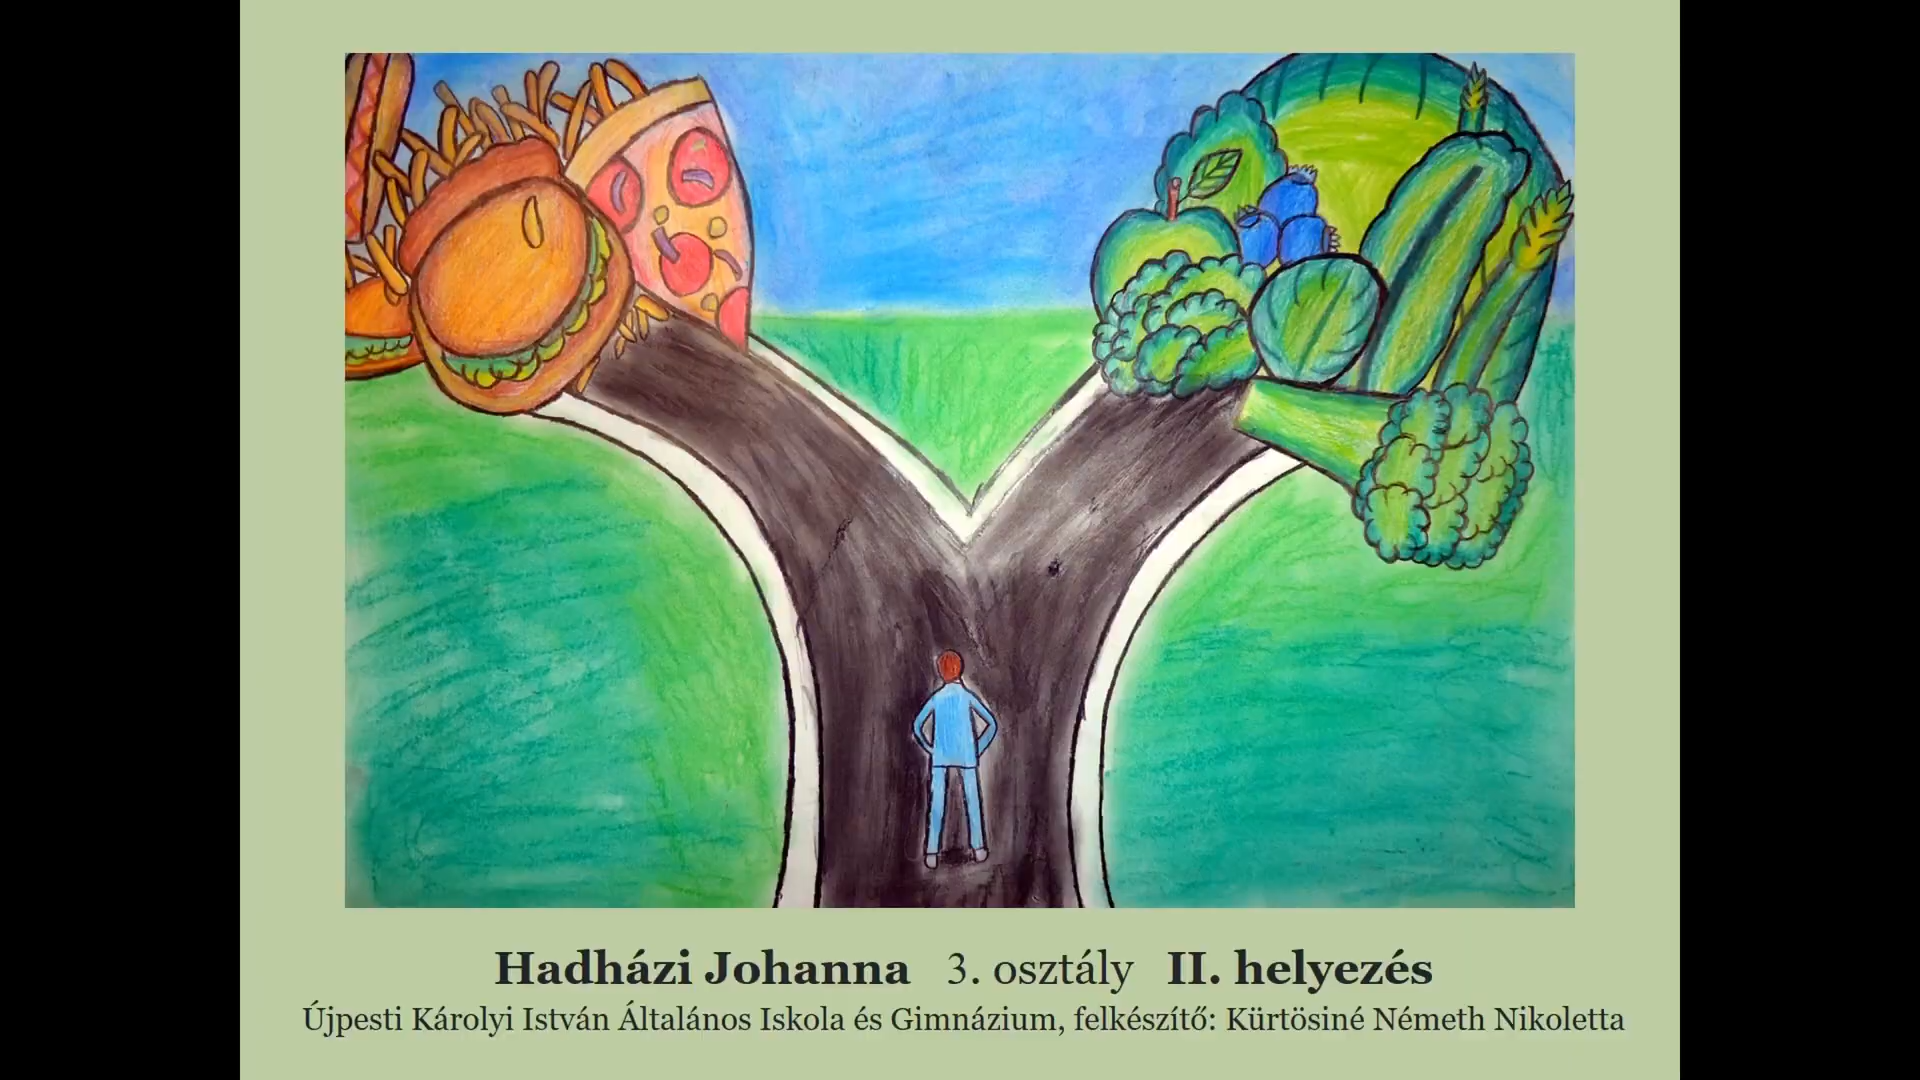 Hadházi Johanna 3. osztály II. helyezés
Újpesti Károlyi István Általános Iskola és Gimnázium, felkészítő: Kürtösiné Németh Nikoletta